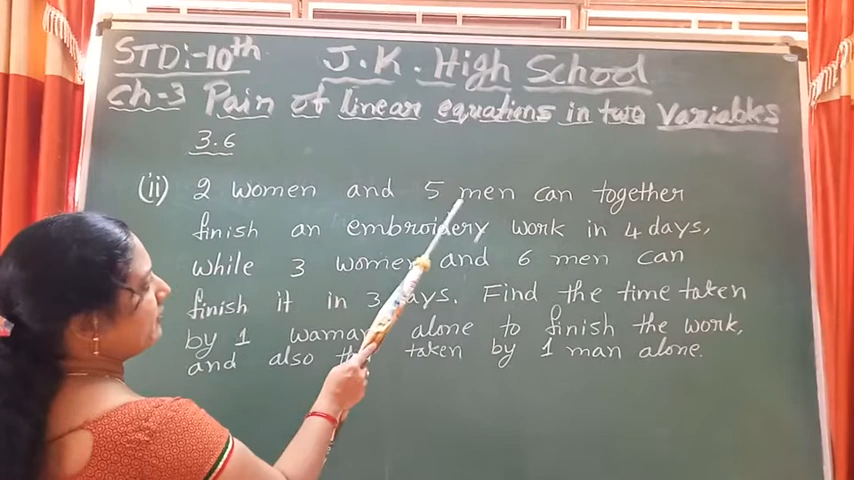 STD:-10th J.K. High School
Ch-3 Pair of linear equations in two Variables
3.6
(ii) 2 women and 5 men can together
finish an embroidery work in 4 days,
while 3 women and 6 men can
finish it in 3 days. Find the time taken
by 1 waman alone to finish the work,
and also taken by 1 man alone.